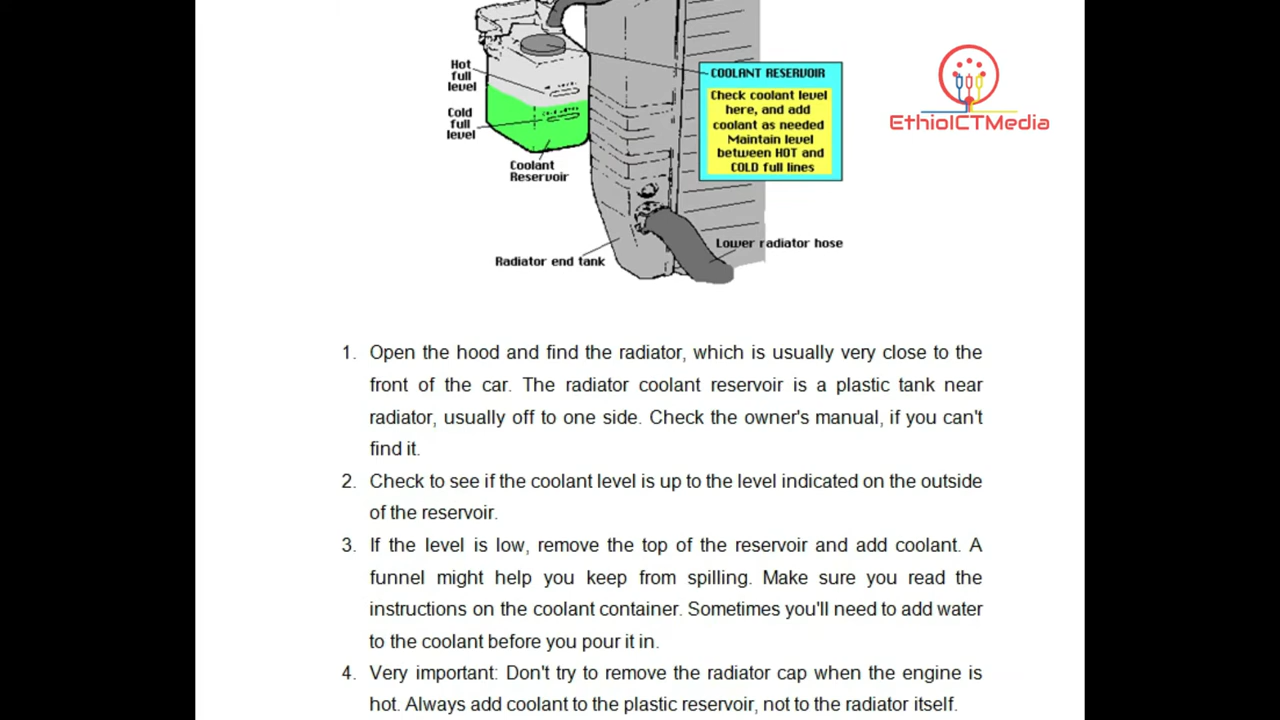 Hot
full
level
Cold
full
level
Coolant
Reservoir
COOLANT RESERVOIR
Check coolant level
here, and add
coolant as needed
Maintain level
between HOT and
COLD full lines
EthioICTMedia
Lower radiator hose
Radiator end tank
1. Open the hood and find the radiator, which is usually very close to the
front of the car. The radiator coolant reservoir is a plastic tank near
radiator, usually off to one side. Check the owner's manual, if you can't
find it.
2. Check to see if the coolant level is up to the level indicated on the outside
of the reservoir.
3. If the level is low, remove the top of the reservoir and add coolant. A
funnel might help you keep from spilling. Make sure you read the
instructions on the coolant container. Sometimes you'll need to add water
to the coolant before you pour it in.
4. Very important: Don't try to remove the radiator cap when the engine is
hot. Always add coolant to the plastic reservoir, not to the radiator itself.